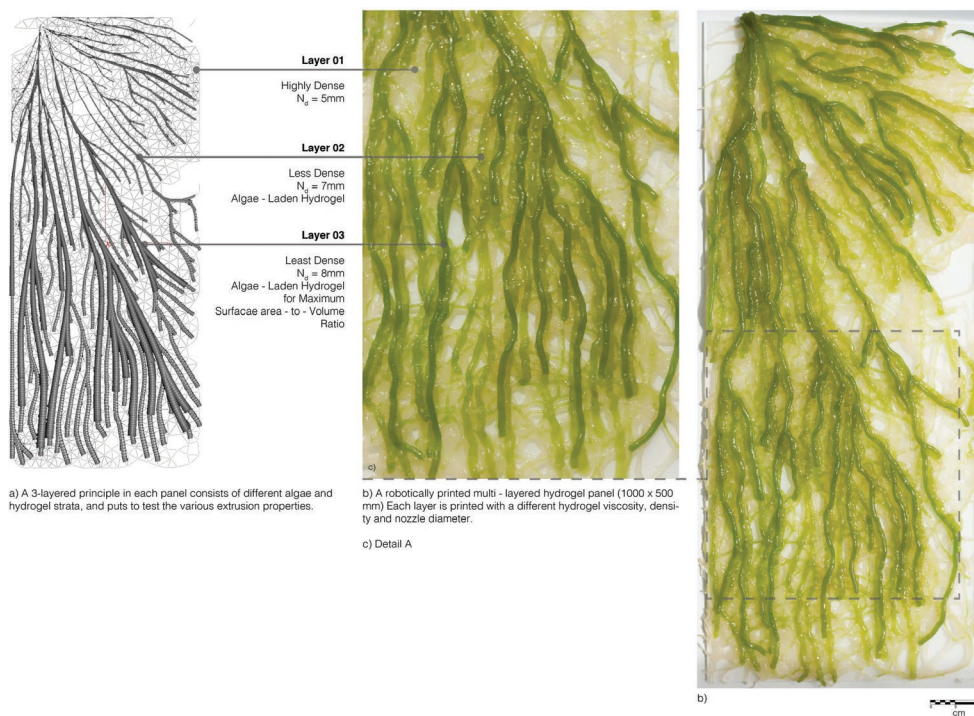 Layer 01
Highly Dense
Nd = 5mm
Layer 02
Less Dense
Nd = 7mm
Algae - Laden Hydrogel
Layer 03
Least Dense
Nd = 8mm
Algae - Laden Hydrogel
for Maximum
Surfacae area - to - Volume
Ratio
c)
a) A 3-layered principle in each panel consists of different algae and
hydrogel strata, and puts to test the various extrusion properties.
b) A robotically printed multi - layered hydrogel panel (1000 x 500
mm) Each layer is printed with a different hydrogel viscosity, densi-
ty and nozzle diameter.
c) Detail A
b)
cm